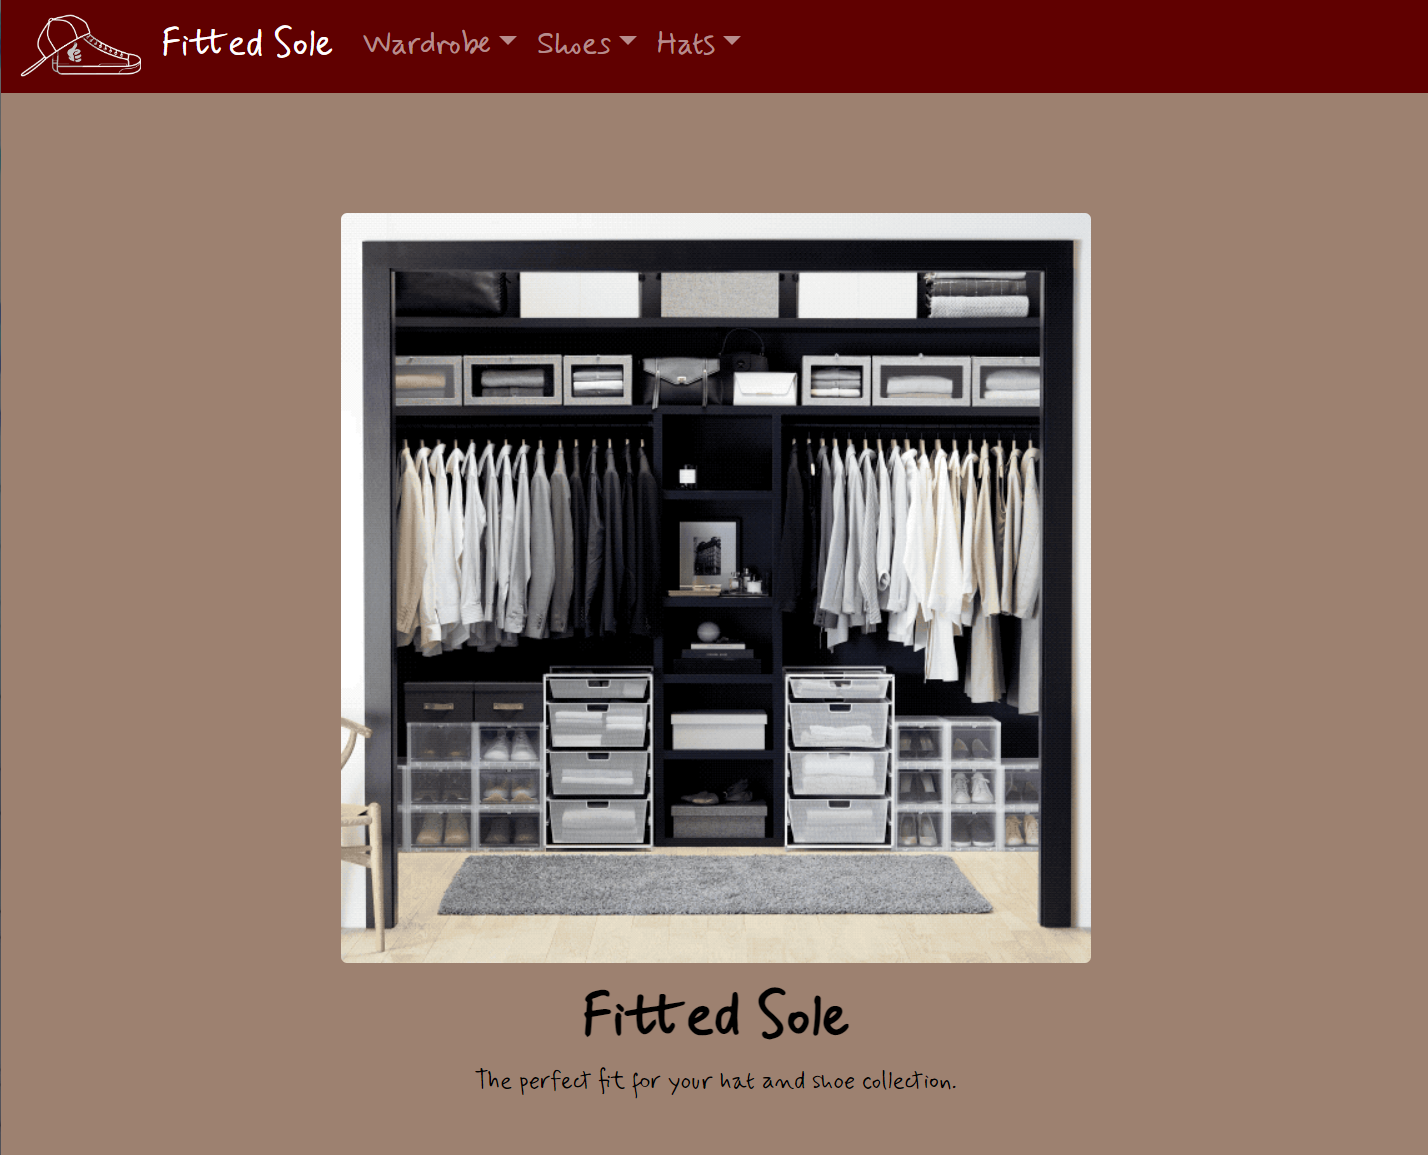 Fitted Sole Wardrobe Shoes Hats
Fitted Sole
The perfect fit for your hat and shoe collection.